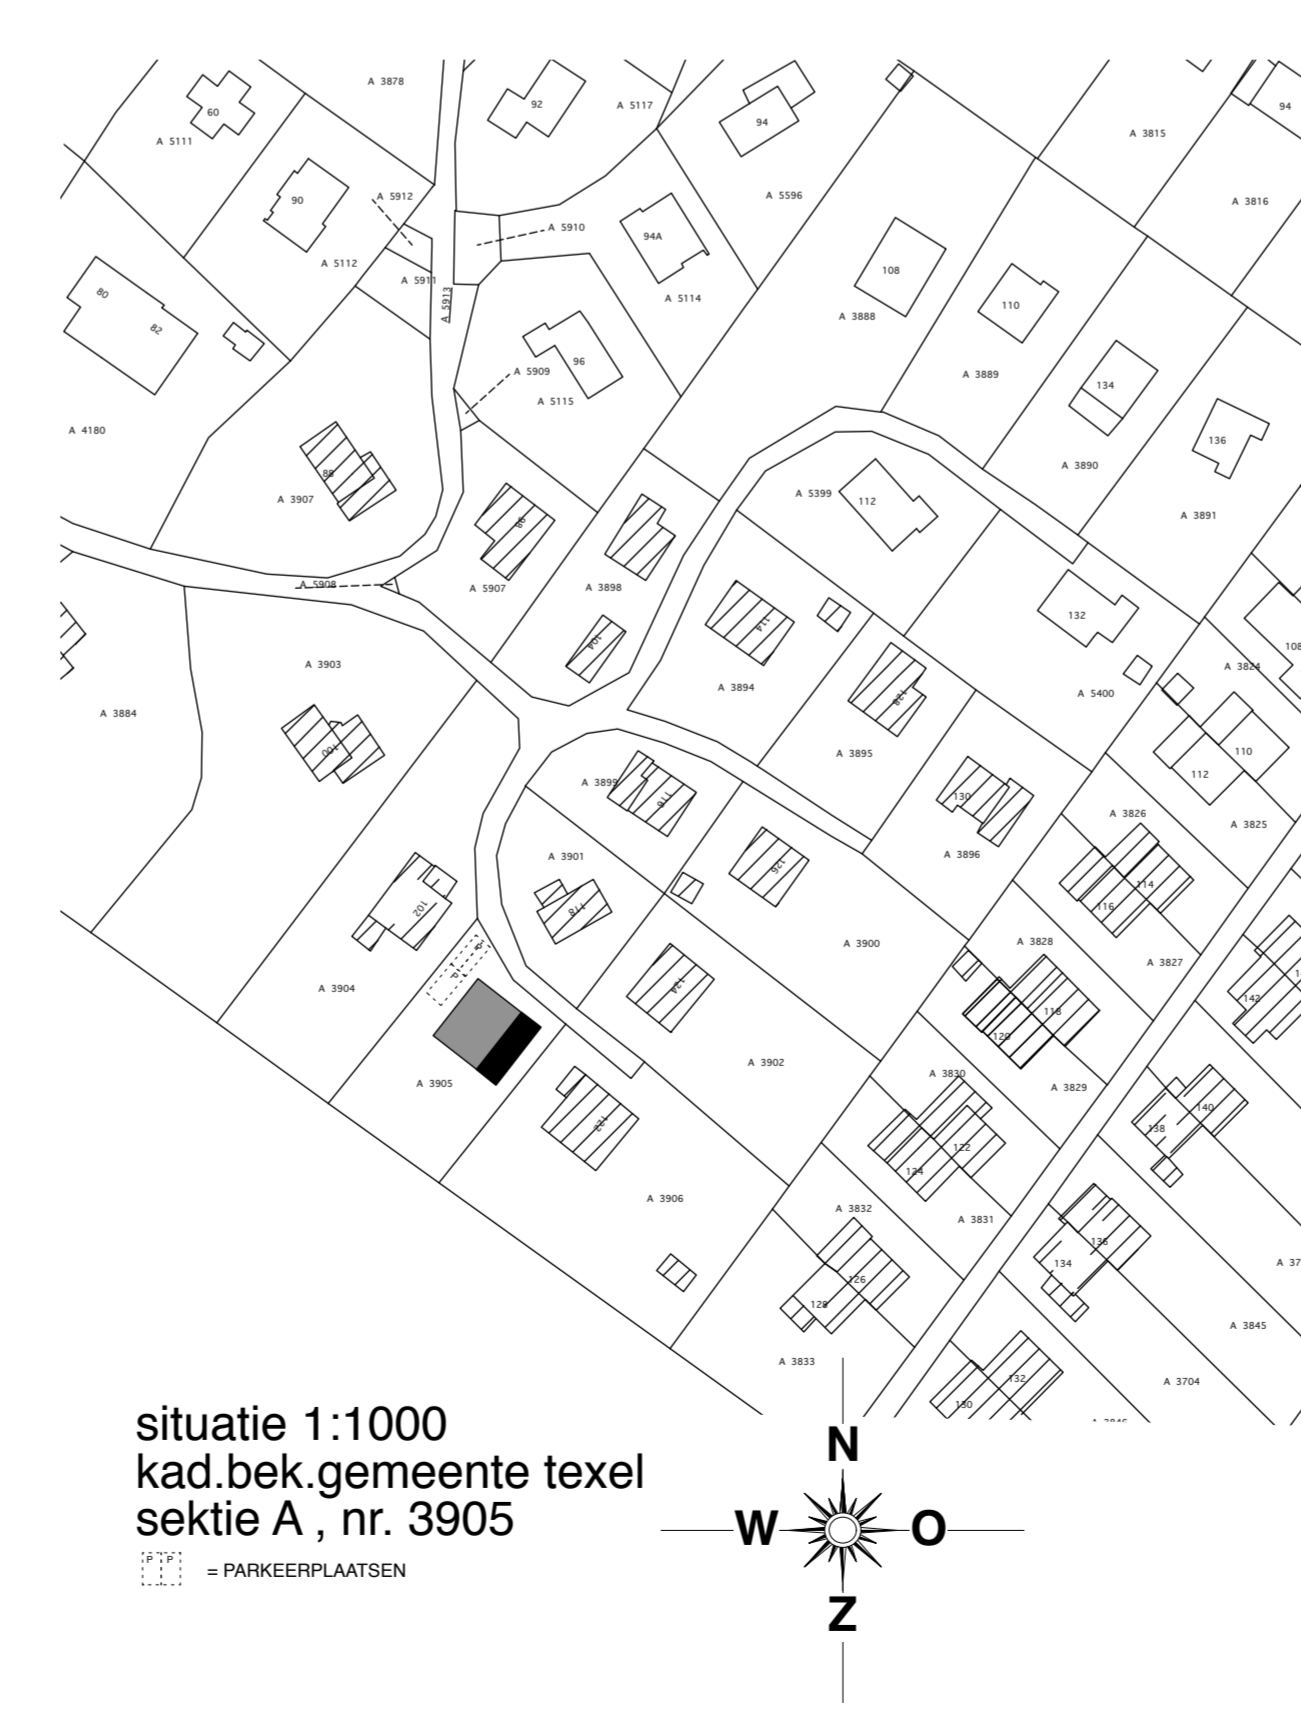 A 3878
92
A 5117
94
94
60
A 5111
A 3815
90
A 5912
A 5596
A 3816
A 5910
94A
A 5112
A 5911
A 5913
A 5114
108
110
A 3888
80
82
96
A 5909
A 5115
A 3889
134
136
A 4180
88
A 3907
A 3890
A 5399
112
A 3891
98
A 5908
A 5907
A 3898
104
114
132
108
A 3903
A 3824
A 3884
A 3894
128
A 5400
100
A 3895
110
112
A 3899
116
130
A 3826
A 3825
A 3901
126
A 3896
114
116
102
118
A 3900
A 3828
A 3827
A 3904
P
P
124
118
120
142
A 3905
A 3902
A 3830
A 3829
122
122
124
140
138
A 3906
A 3832
A 3831
136
134
126
128
A 37
A 3845
A 3833
132
130
A 3704
A 3846
situatie 1:1000
kad.bek.gemeente texel
sektie A , nr. 3905
P P
= PARKEERPLAATSEN
N
W O
Z